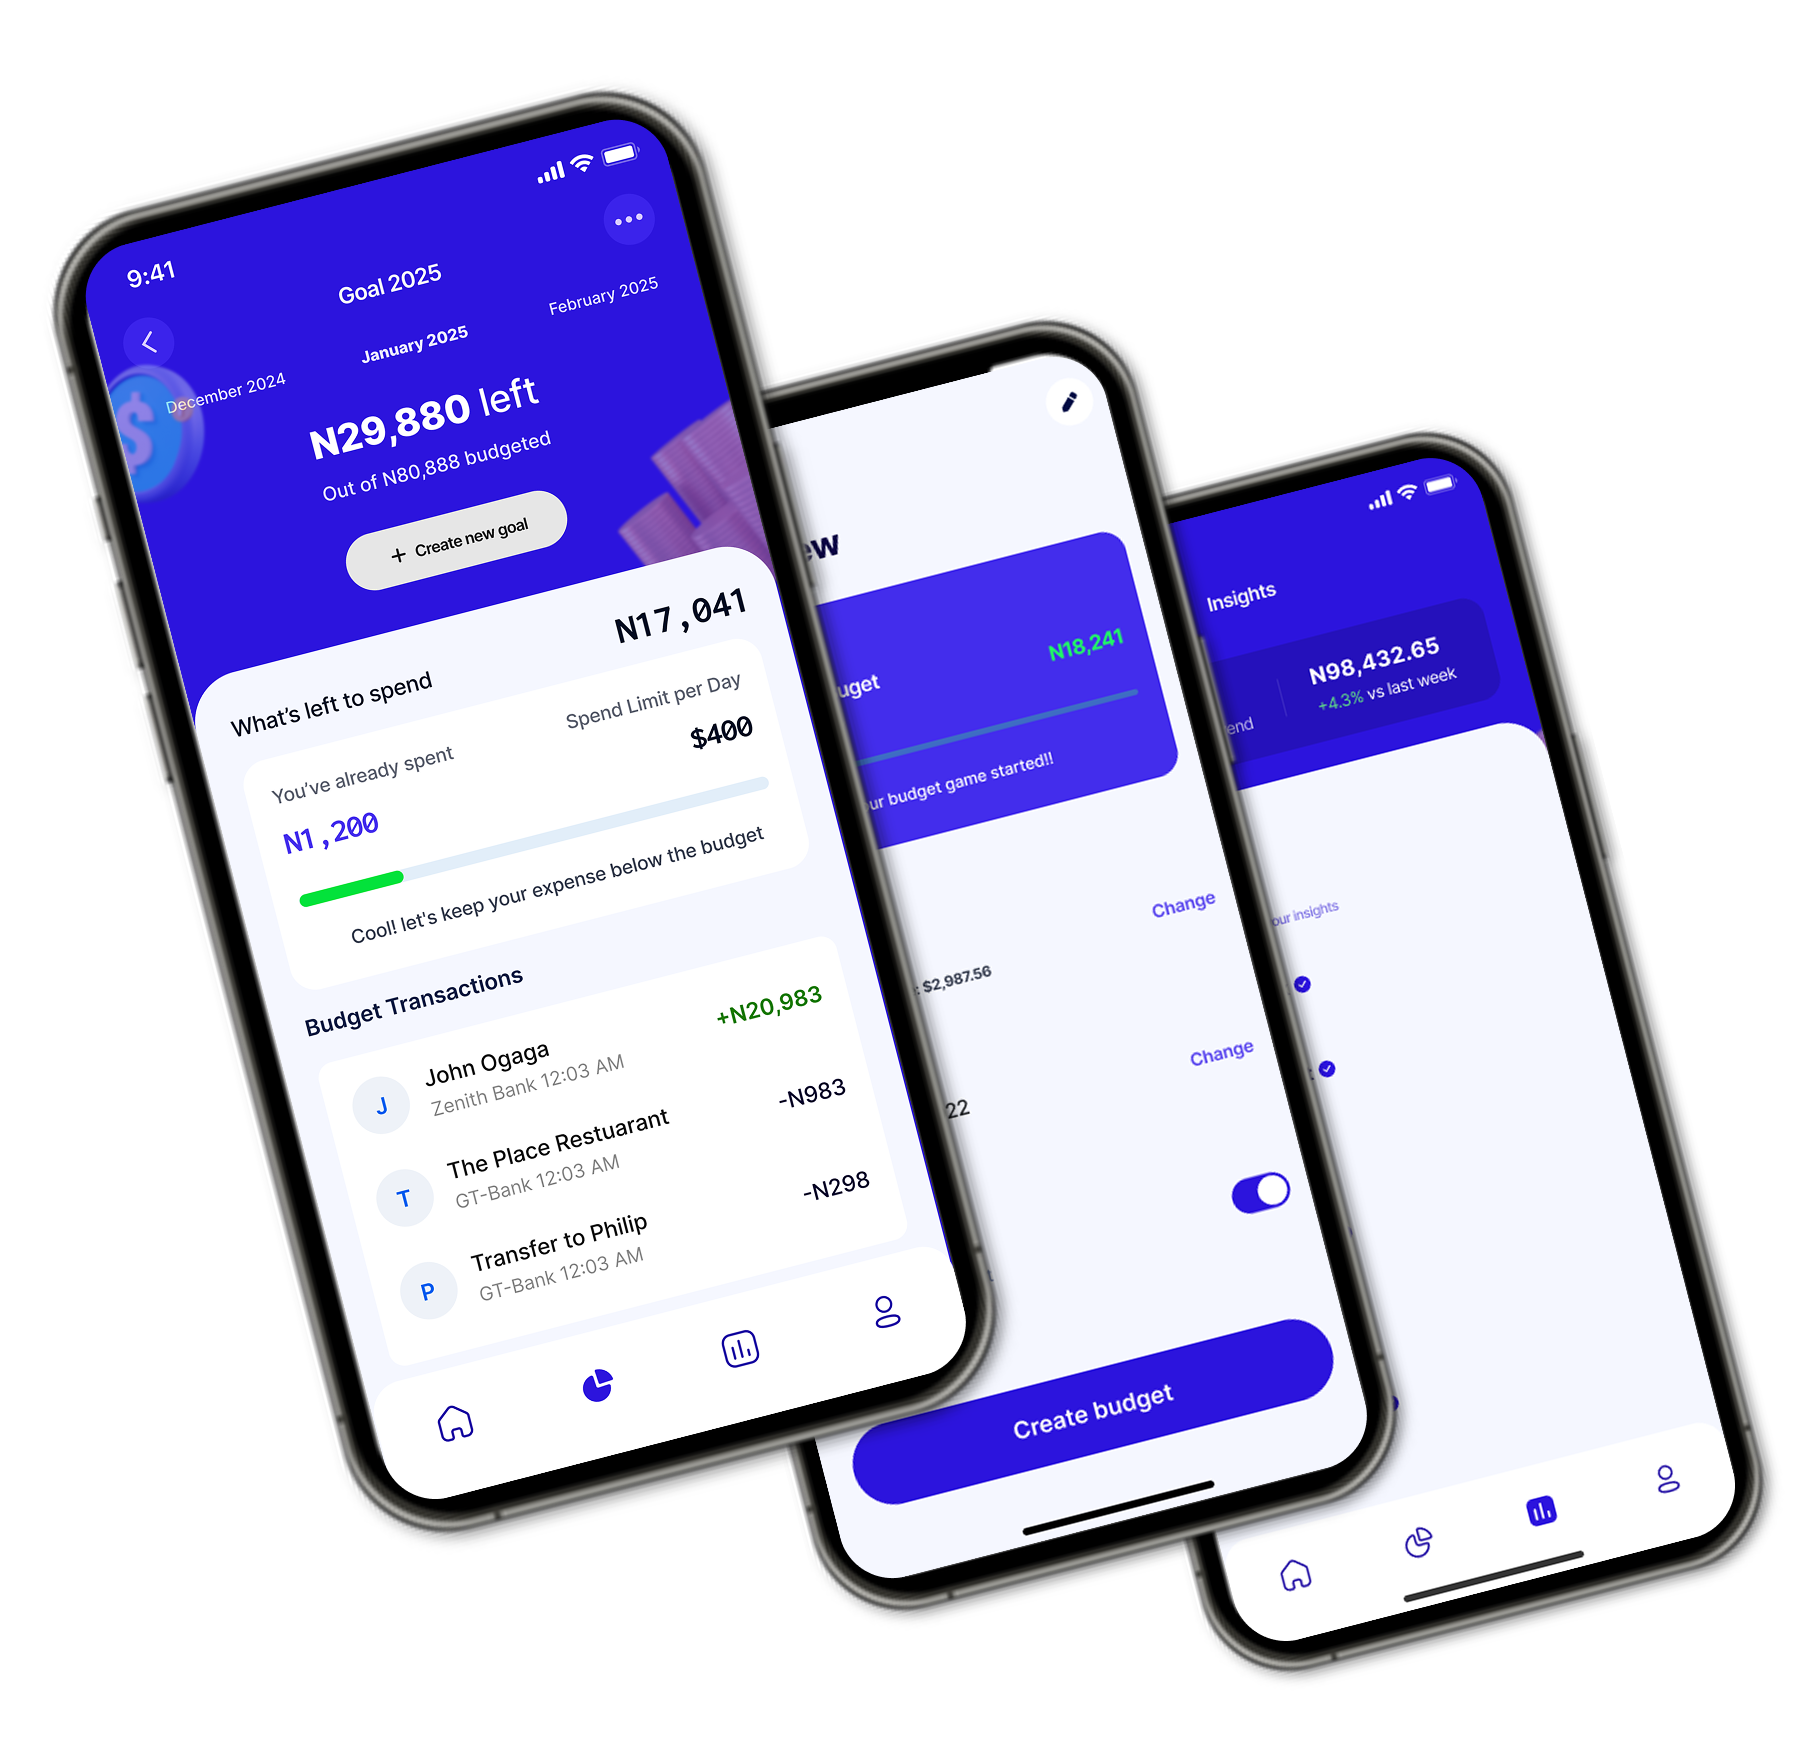 9:41
Goal 2025
December 2024
January 2025
February 2025
N29,880 left
Out of N80,888 budgeted
+ Create new goal
What's left to spend
N17,041
You've already spent
Spend Limit per Day
N1,200
$400
Cool! let's keep your expense below the budget
Budget Transactions
J
John Ogaga
Zenith Bank 12:03 AM
+N20,983
T
The Place Restuarant
GT-Bank 12:03 AM
-N983
P
Transfer to Philip
GT-Bank 12:03 AM
-N298
ew
uget
N18,241
our budget game started!!
Change
: $2,987.56
Change
22
t
Create budget
Insights
end
N98,432.65
+4.3% vs last week
our insights